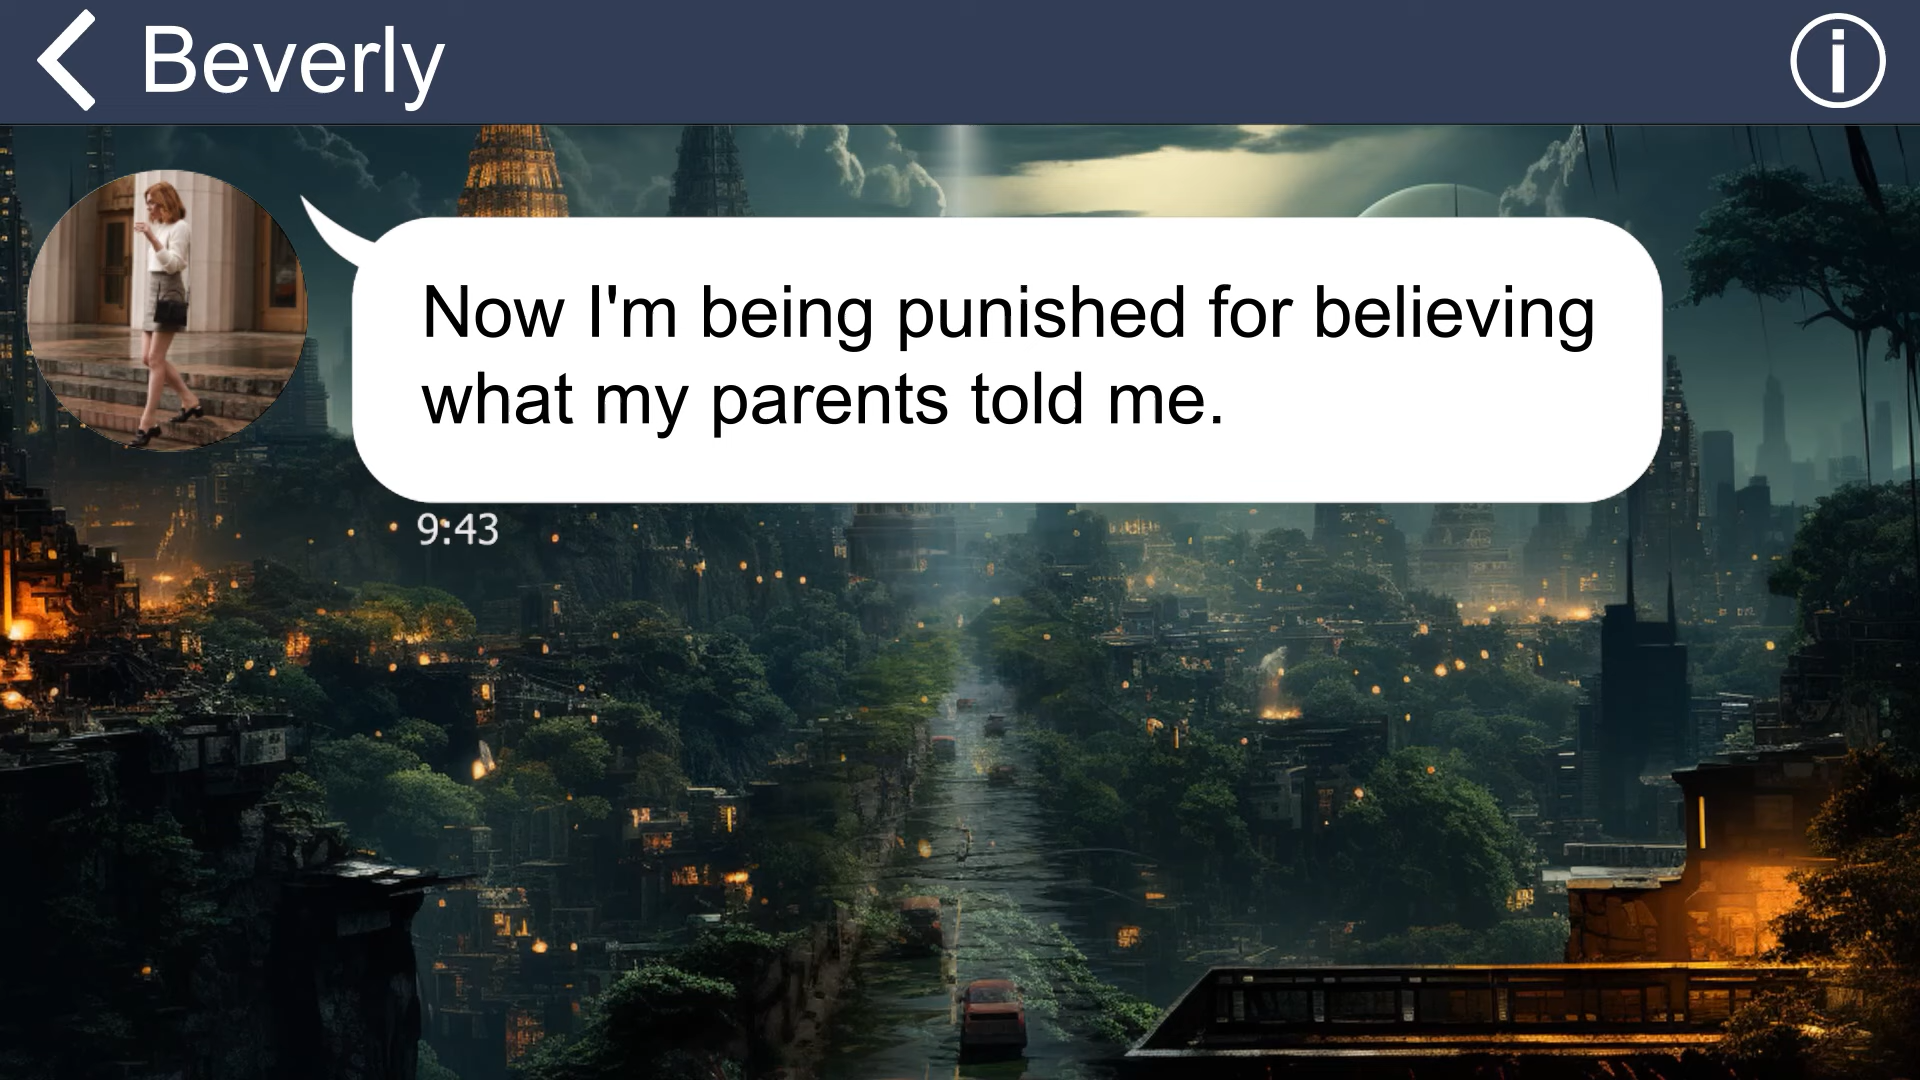 Beverly
Now I'm being punished for believing
what my parents told me.
9:43